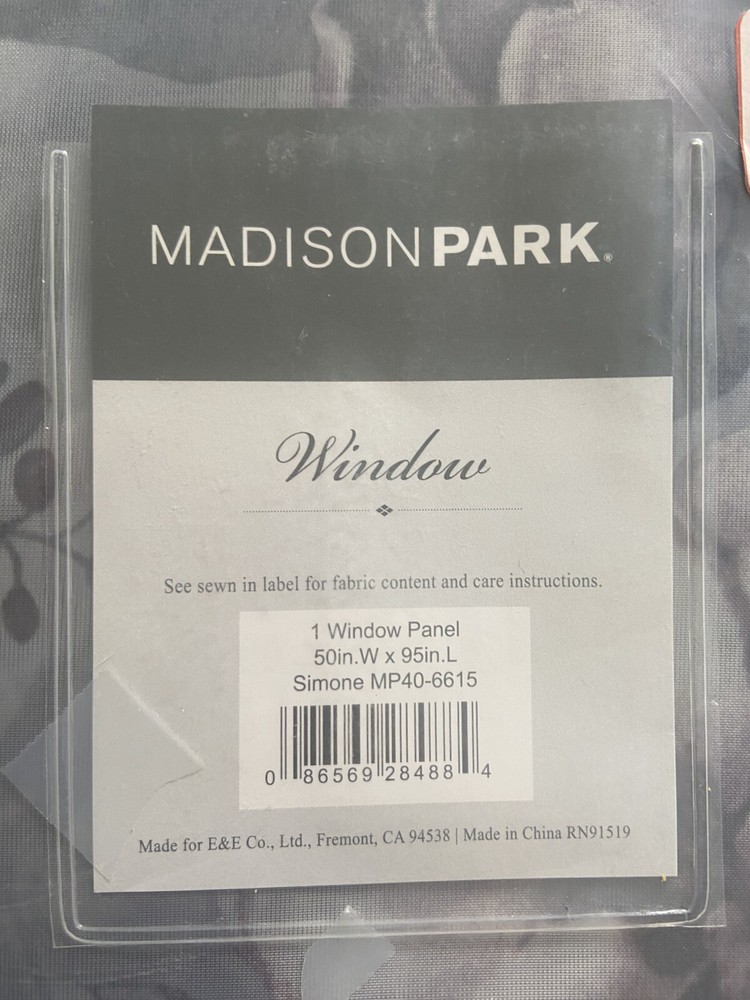 MADISONPARK®
Window
See sewn in label for fabric content and care instructions.
1 Window Panel
50in.W x 95in.L
Simone MP40-6615
0 86569 28488 4
Made for E&E Co., Ltd., Fremont, CA 94538 | Made in China RN91519